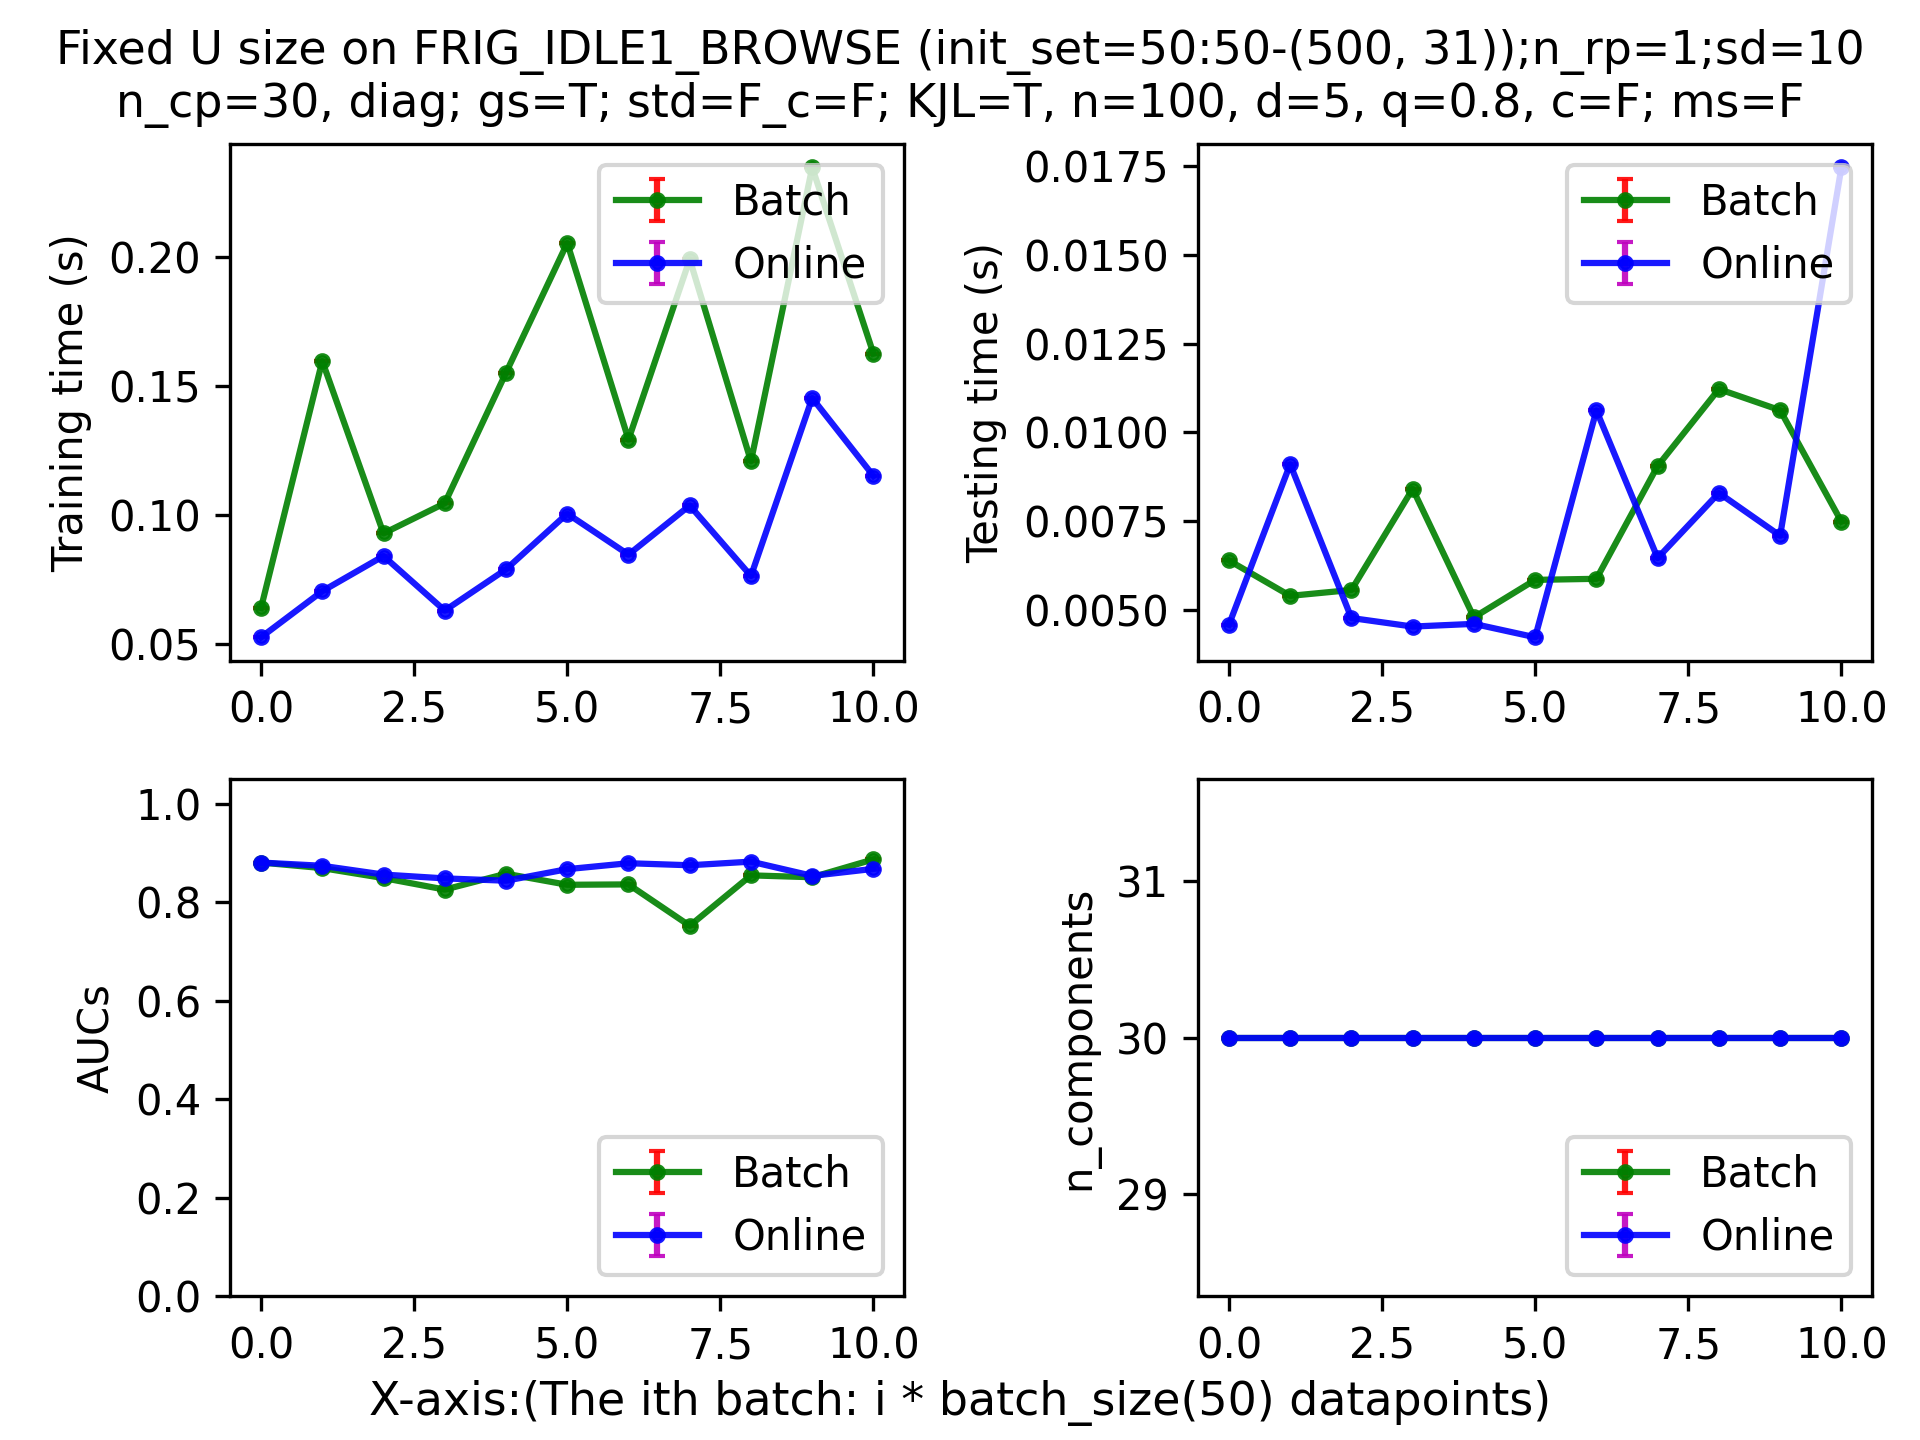 Fixed U size on FRIG_IDLE1_BROWSE (init_set=50:50-(500, 31));n_rp=1;sd=10
n_cp=30, diag; gs=T; std=F_c=F; KJL=T, n=100, d=5, q=0.8, c=F; ms=F
Training time (s)
0.20
0.15
0.10
0.05
Batch
Online
0.0 2.5 5.0 7.5 10.0
Testing time (s)
0.0175
0.0150
0.0125
0.0100
0.0075
0.0050
Batch
Online
0.0 2.5 5.0 7.5 10.0
AUCs
1.0
0.8
0.6
0.4
0.2
0.0
Batch
Online
0.0 2.5 5.0 7.5 10.0
n_components
31
30
29
Batch
Online
0.0 2.5 5.0 7.5 10.0
X-axis:(The ith batch: i * batch_size(50) datapoints)